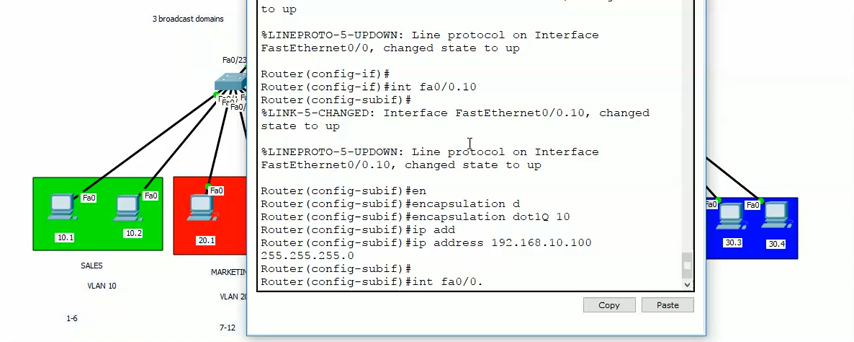 3 broadcast domains
to up
%LINEPROTO-5-UPDOWN: Line protocol on Interface
FastEthernet0/0, changed state to up
Router(config-if)#
Router(config-if)#int fa0/0.10
Router(config-subif)#
%LINK-5-CHANGED: Interface FastEthernet0/0.10, changed
state to up
%LINEPROTO-5-UPDOWN: Line protocol on Interface
FastEthernet0/0.10, changed state to up
Router(config-subif)#en
Router(config-subif)#encapsulation d
Router(config-subif)#encapsulation dot1Q 10
Router(config-subif)#ip add
Router(config-subif)#ip address 192.168.10.100
255.255.255.0
Router(config-subif)#
Router(config-subif)#int fa0/0.
Copy
Paste
Fa0/23
Fa0
10.1
Fa0
10.2
Fa0
20.1
Fa0
30.3
Fa0
30.4
SALES
VLAN 10
1-6
MARKETIN
VLAN 20
7-12